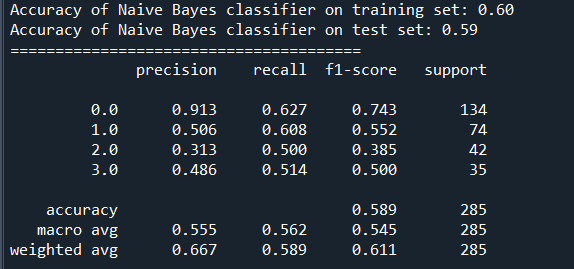 Accuracy of Naive Bayes classifier on training set: 0.60
Accuracy of Naive Bayes classifier on test set: 0.59
=======================================
precision recall f1-score support
0.0 0.913 0.627 0.743 134
1.0 0.506 0.608 0.552 74
2.0 0.313 0.500 0.385 42
3.0 0.486 0.514 0.500 35
accuracy 0.589 285
macro avg 0.555 0.562 0.545 285
weighted avg 0.667 0.589 0.611 285